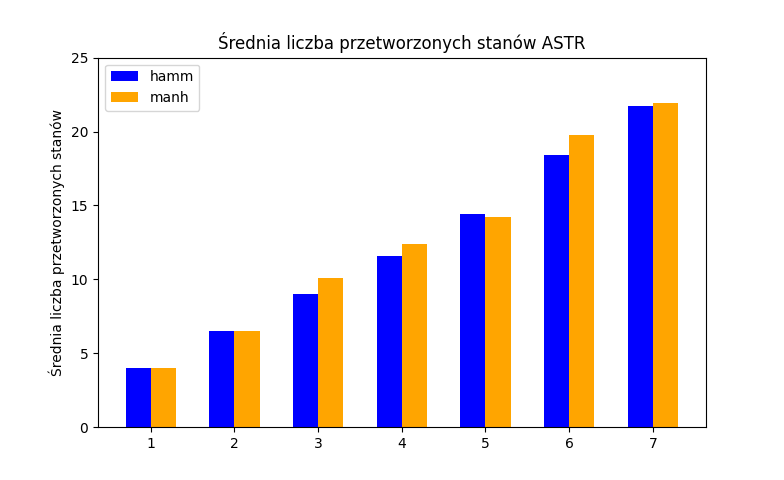 Średnia liczba przetworzonych stanów ASTR
Średnia liczba przetworzonych stanów
25
20
15
10
5
0
hamm
manh
1 2 3 4 5 6 7